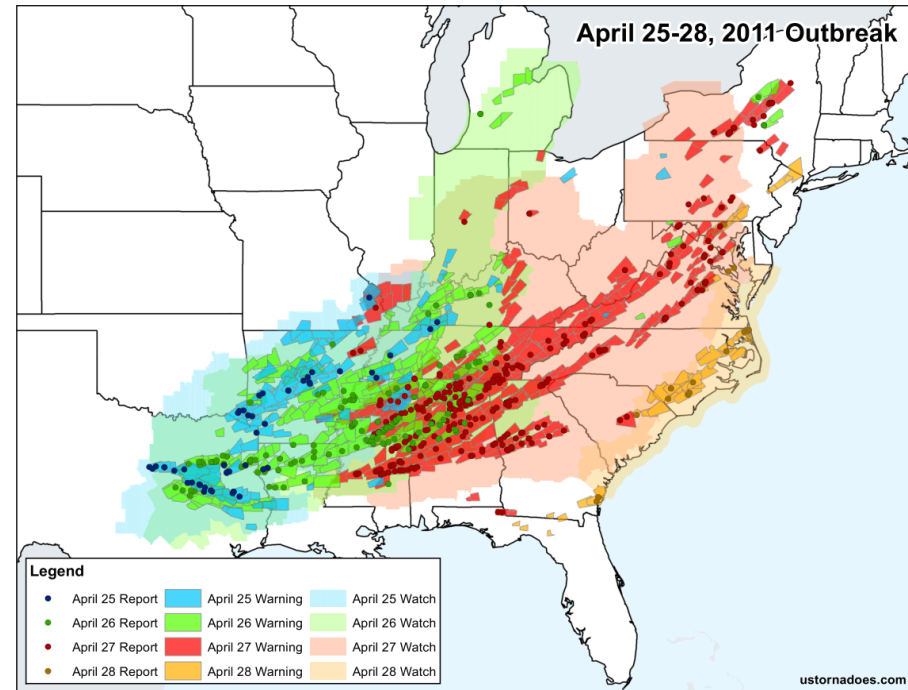 April 25-28, 2011 Outbreak
Legend
April 25 Report April 25 Warning April 25 Watch
April 26 Report April 26 Warning April 26 Watch
April 27 Report April 27 Warning April 27 Watch
April 28 Report April 28 Warning April 28 Watch
ustornadoes.com